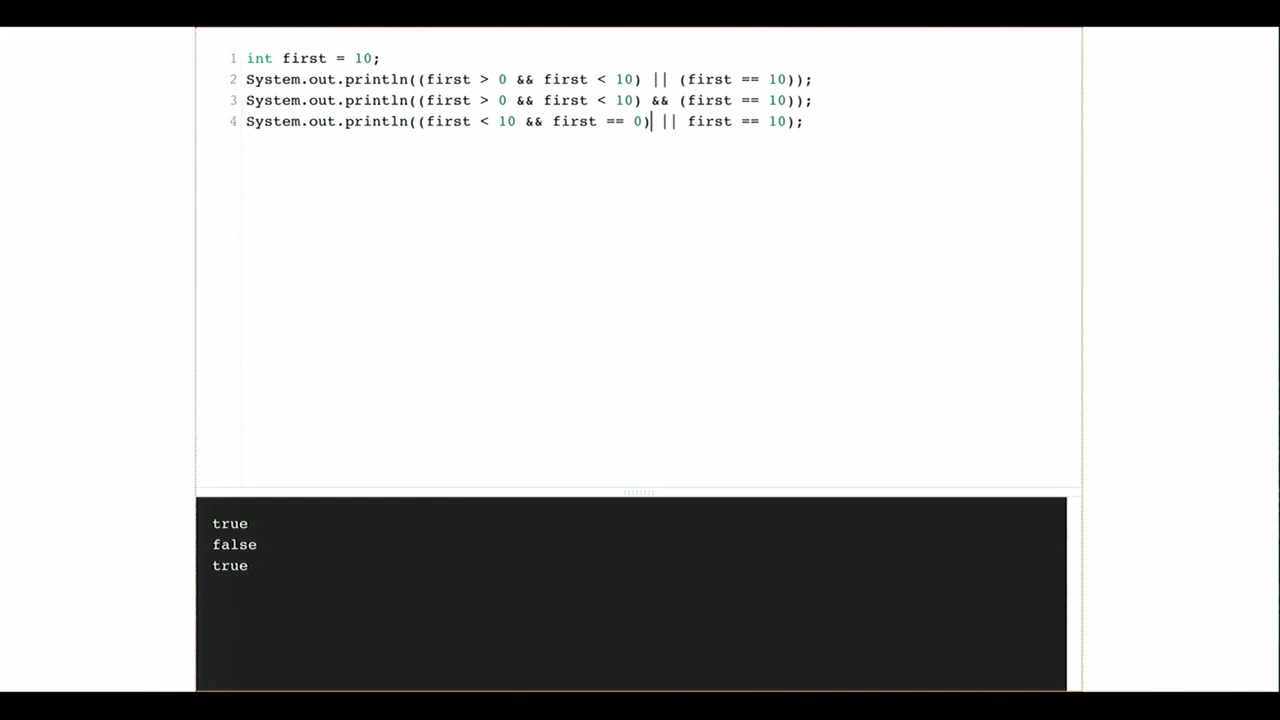 1 int first = 10;
2 System.out.println((first > 0 && first < 10) || (first == 10));
3 System.out.println((first > 0 && first < 10) && (first == 10));
4 System.out.println((first < 10 && first == 0) || first == 10);
true
false
true